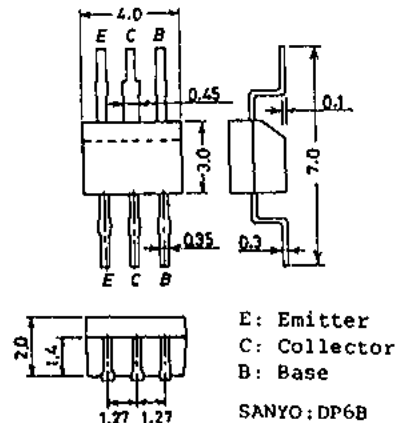 4.0
E C B
0.45
0.1
3.0
7.0
0.35
0.3
E C B
2.0
1.4
1.27 1.27
E: Emitter
C: Collector
B: Base
SANYO:DP6B